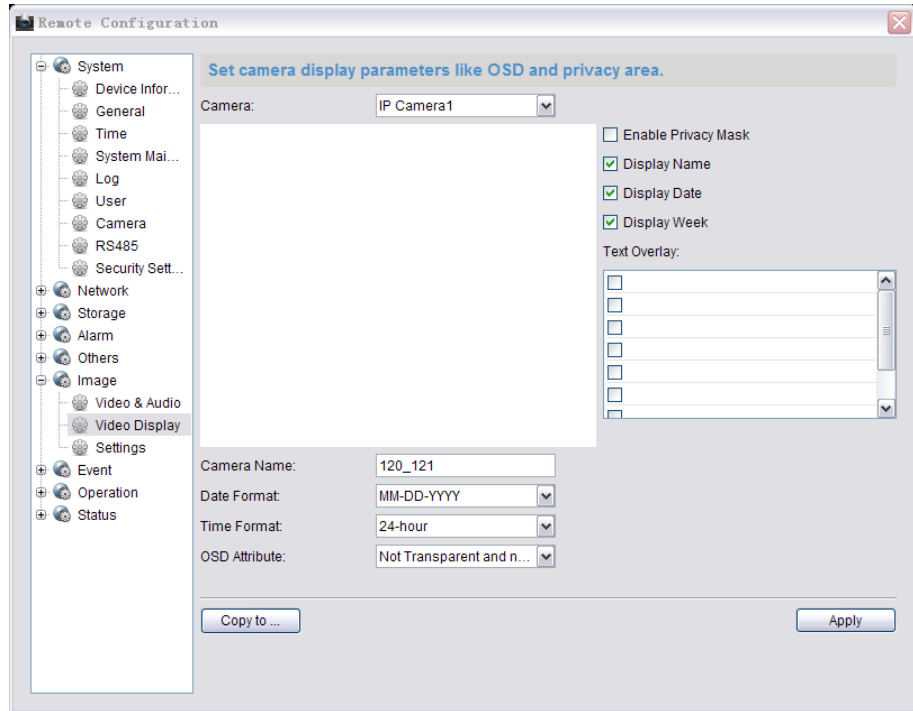 Remote Configuration
System
Device Infor...
General
Time
System Mai...
Log
User
Camera
RS485
Security Sett...
Network
Storage
Alarm
Others
Image
Video & Audio
Video Display
Settings
Event
Operation
Status
Set camera display parameters like OSD and privacy area.
Camera: IP Camera1
Enable Privacy Mask
Display Name
Display Date
Display Week
Text Overlay:
Camera Name: 120_121
Date Format: MM-DD-YYYY
Time Format: 24-hour
OSD Attribute: Not Transparent and n...
Copy to ... Apply